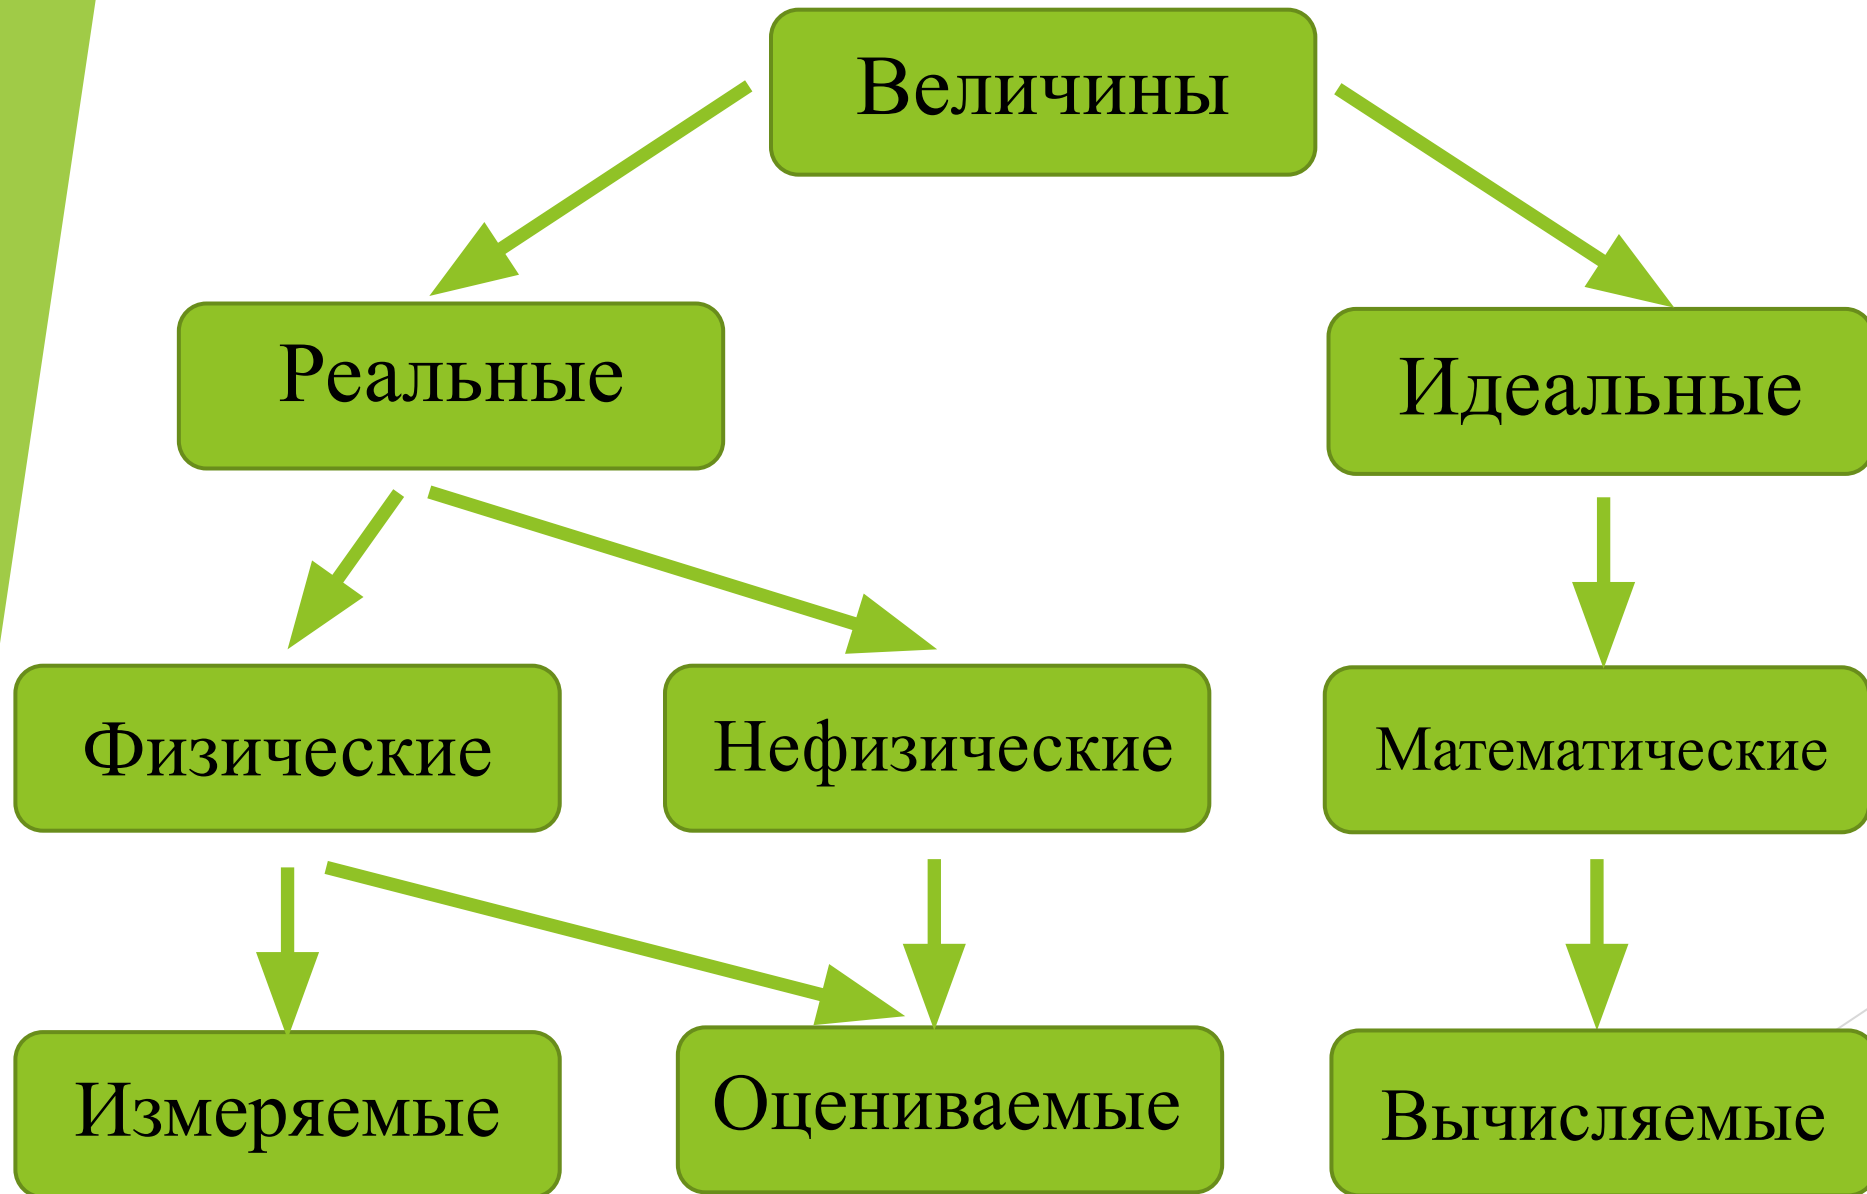 Величины
Реальные
Идеальные
Физические
Нефизические
Математические
Измеряемые
Оцениваемые
Вычисляемые